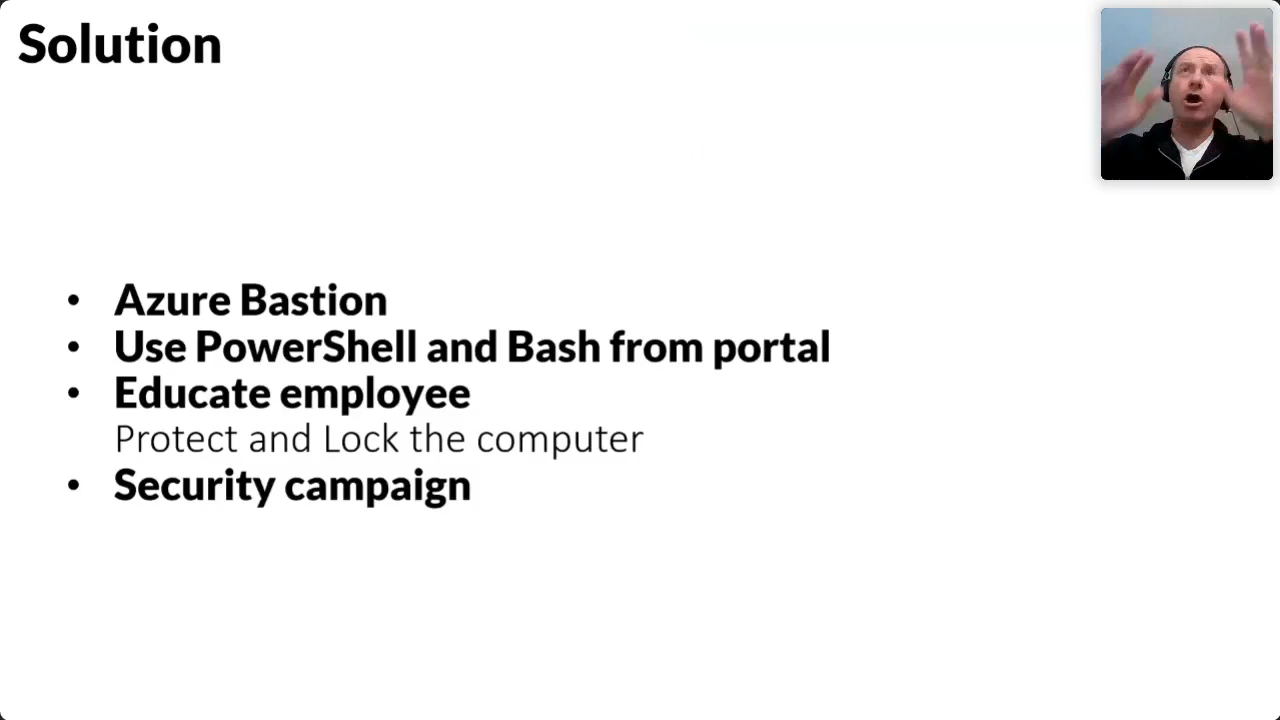 Solution
• Azure Bastion
• Use PowerShell and Bash from portal
• Educate employee
Protect and Lock the computer
• Security campaign